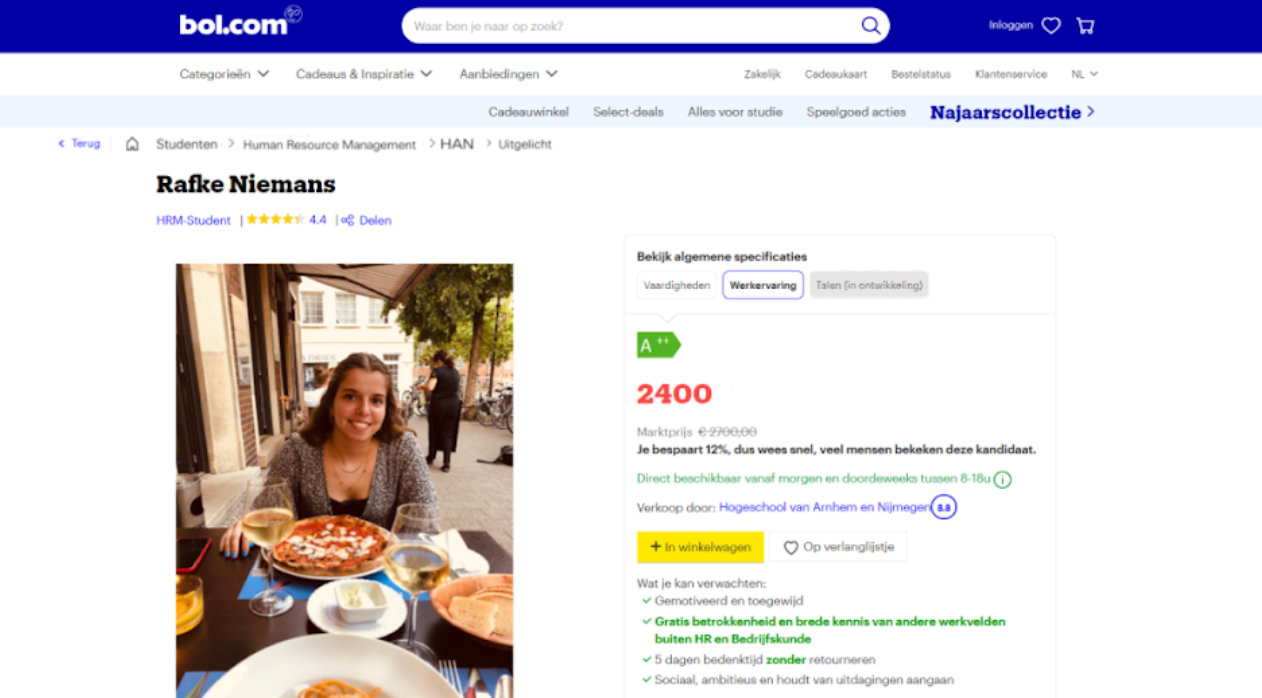 bol.com
Waar ben je naar op zoek?
Inloggen
Categorieën Cadeaus & Inspiratie Aanbiedingen Zakelijk Cadeaukaart Bestelstatus Klantenservice NL
Cadeauwinkel Select-deals Alles voor studie Speelgoed acties Najaarscollectie >
< Terug Studenten > Human Resource Management > HAN > Uitgelicht
Rafke Niemans
HRM-Student | 4.4 | Delen
Bekijk algemene specificaties
Vaardigheden Werkervaring Talen (in ontwikkeling)
A ++
2400
Marktprijs € 2700,00
Je bespaart 12%, dus wees snel, veel mensen bekeken deze kandidaat.
Direct beschikbaar vanaf morgen en doordeweeks tussen 8-18u i
Verkoop door: Hogeschool van Arnhem en Nijmegen 8.8
+ In winkelwagen Op verlanglijstje
Wat je kan verwachten:
Gemotiveerd en toegewijd
Gratis betrokkenheid en brede kennis van andere werkvelden
buiten HR en Bedrijfskunde
5 dagen bedenktijd zonder retourneren
Sociaal, ambitieus en houdt van uitdagingen aangaan